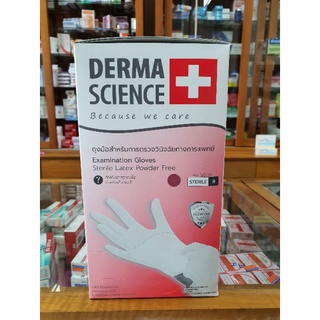 DERMA
SCIENCE
Because we care
ถุงมือสำหรับการตรวจวินิจฉัยทางการแพทย์
Examination Gloves
Sterile Latex Powder Free
7
STERILE R